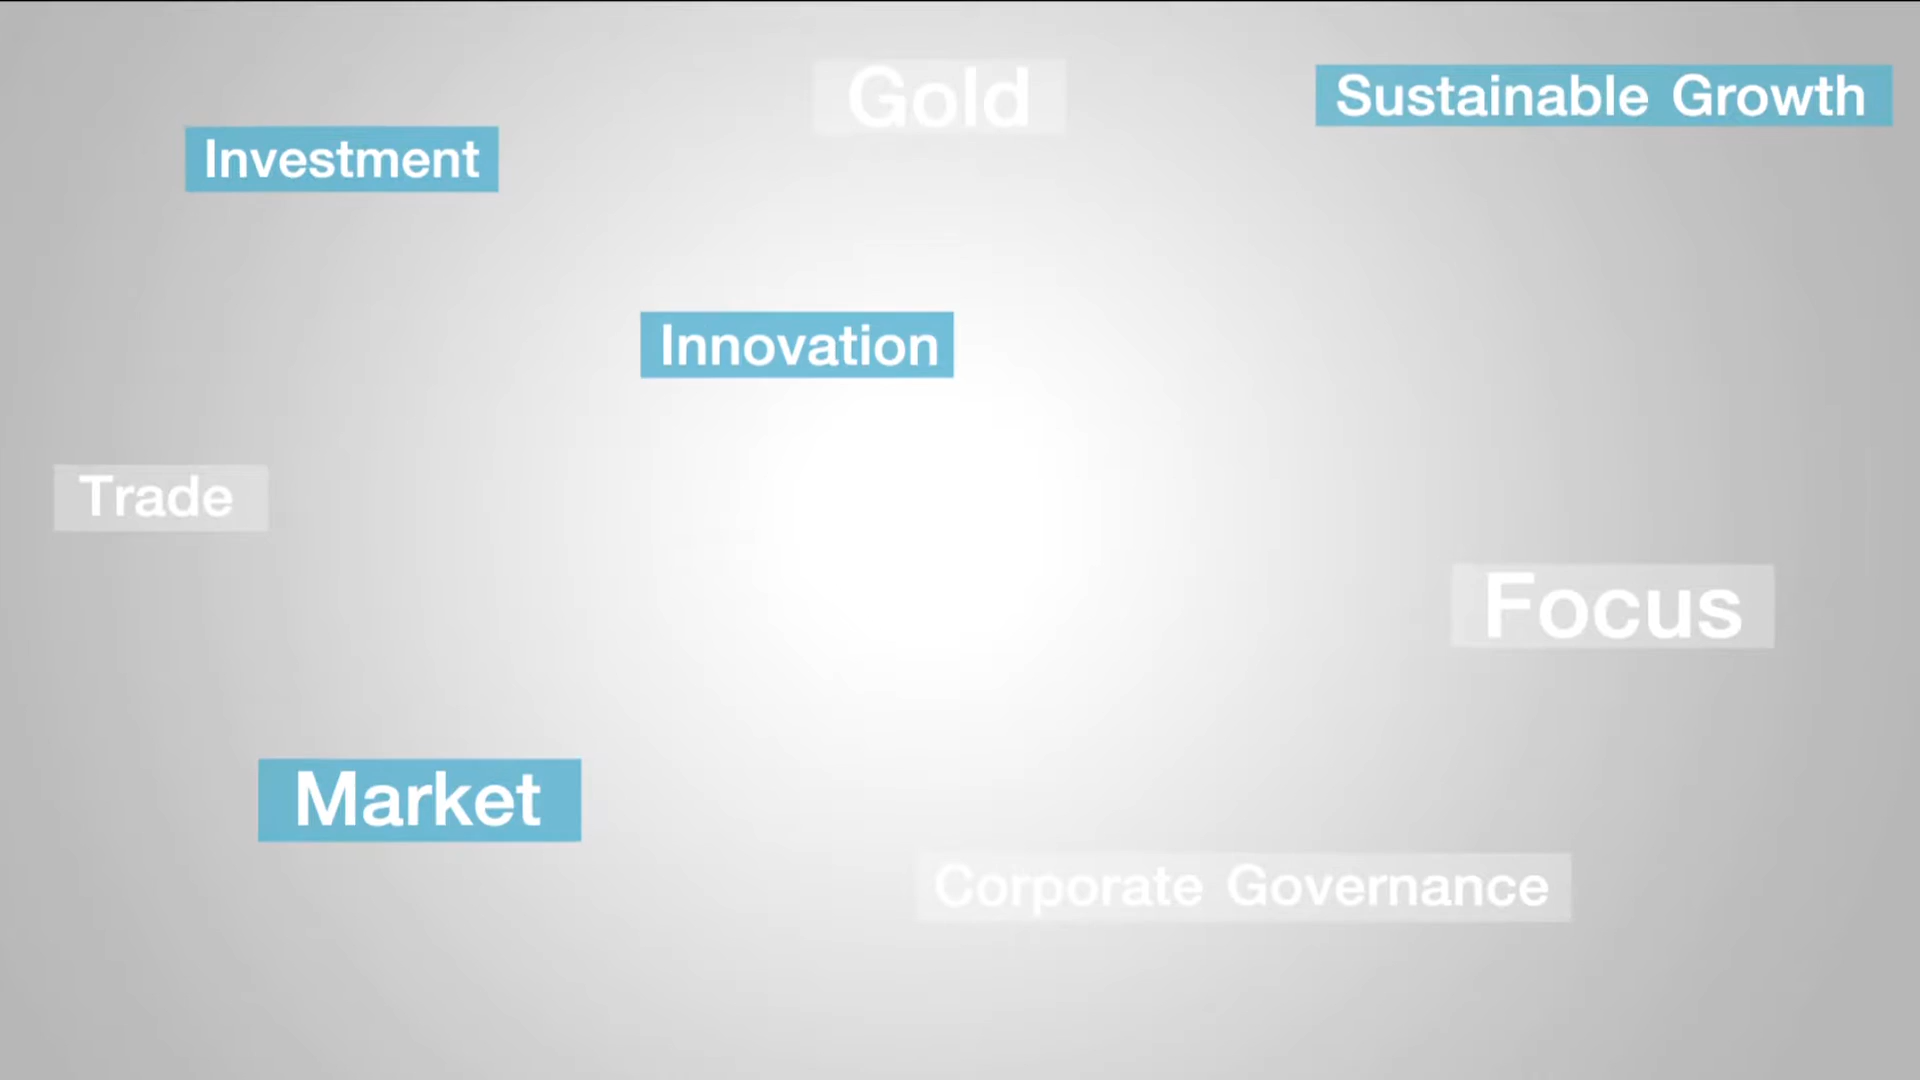 Gold
Sustainable Growth
Investment
Innovation
Trade
Focus
Market
Corporate Governance